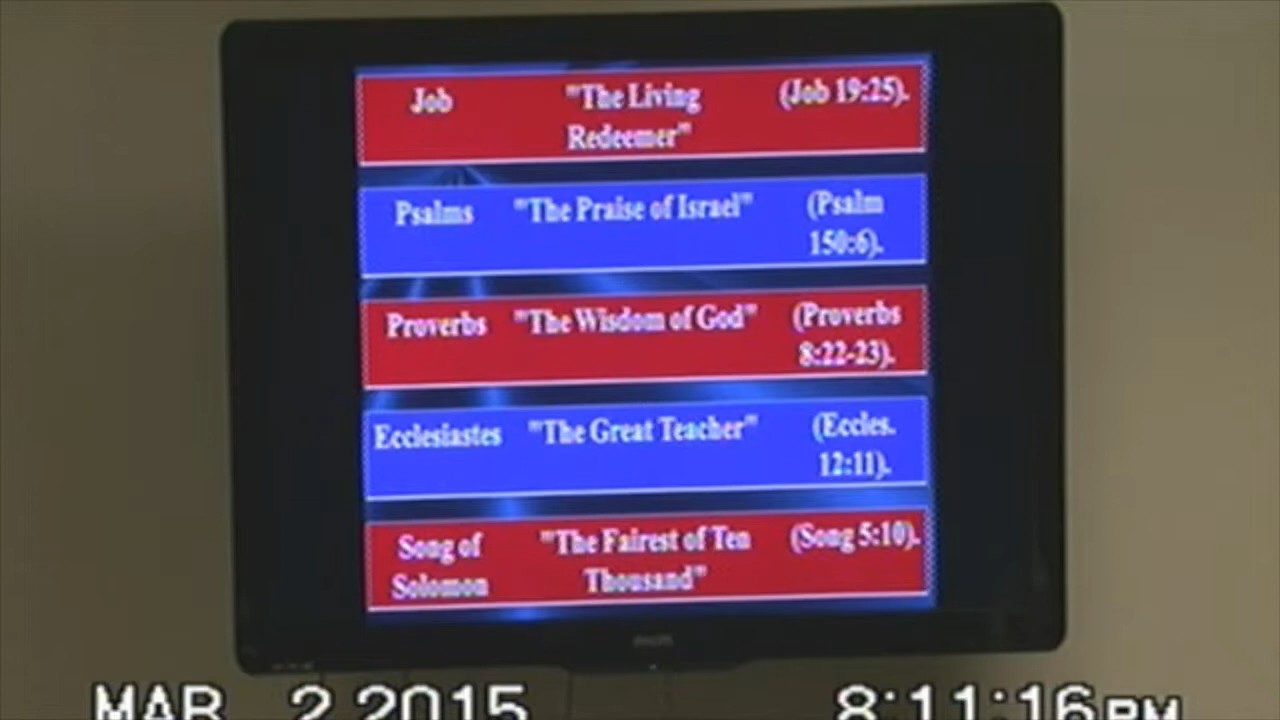 Job "The Living (Job 19:25).
Redeemer"
Psalms "The Praise of Israel" (Psalm
150:6).
Proverbs "The Wisdom of God" (Proverbs
8:22-23).
Ecclesiastes "The Great Teacher" (Eccles.
12:11).
Song of "The Fairest of Ten (Song 5:10).
Solomon Thousand"
PHILIPS
MAR. 2.2015 8:11:16PM